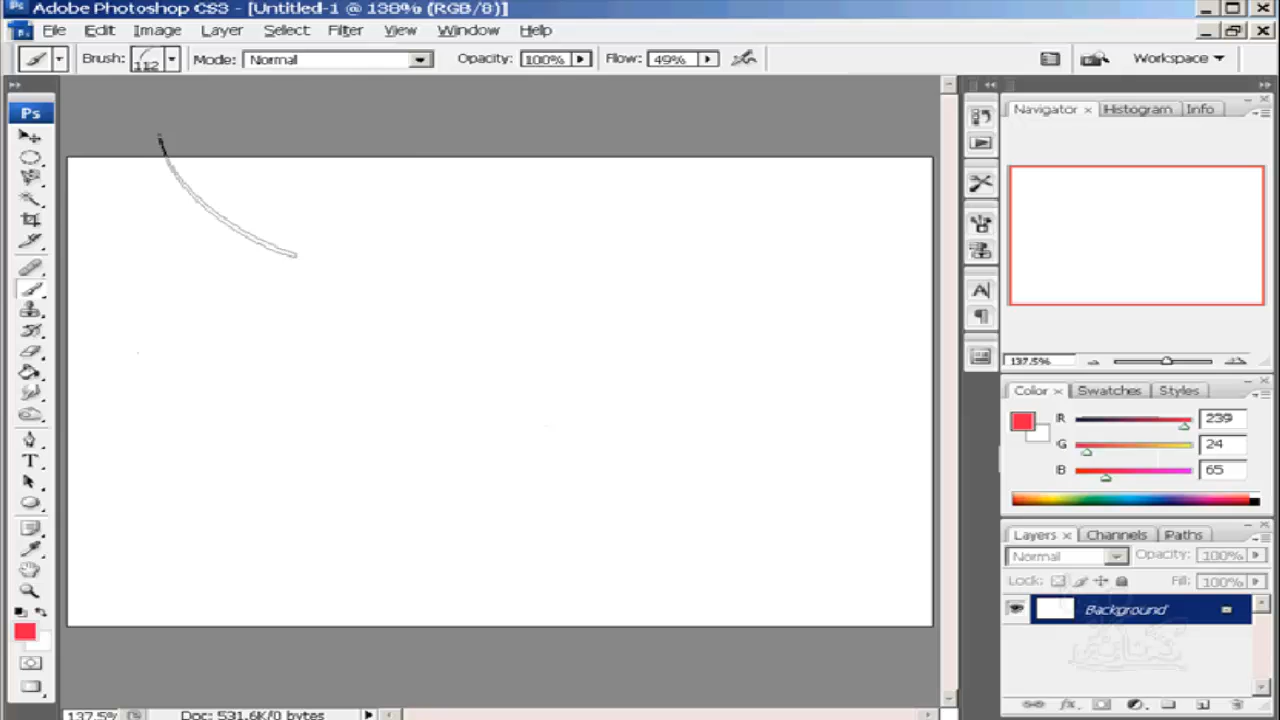 Adobe Photoshop CS3 - [Untitled-1 @ 138% (RGB/8)]
File Edit Image Layer Select Filter View Window Help
Brush: 112 Mode: Normal Opacity: 100% Flow: 49% Workspace
Ps
Navigator Histogram Info
137.5%
Color Swatches Styles
R 239
G 24
B 65
Layers Channels Paths
Normal Opacity: 100%
Lock: Fill: 100%
Background
137.5% Doc: 531.6K/0 bytes